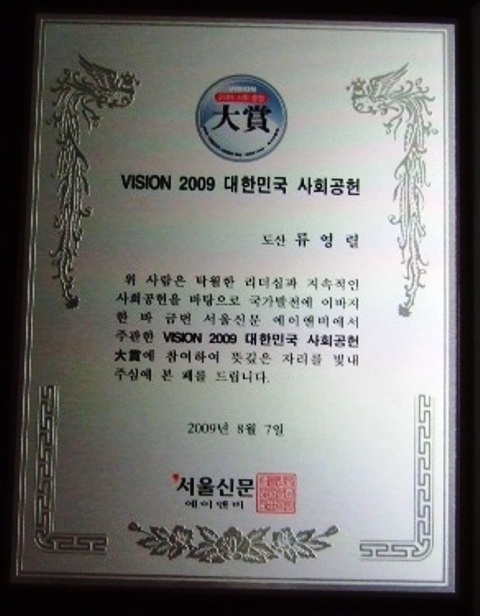 VISION
2009 사회 공헌
大賞
VISION 2009 대한민국 사회공헌
도산 류 영 렬
위 사람은 탁월한 리더십과 지속적인
사회공헌을 바탕으로 국가발전에 이바지
한 바 금번 서울신문 에이앤비에서
주관한 VISION 2009 대한민국 사회공헌
大賞에 참여하여 뜻깊은 자리를 빛내
주심에 본 패를 드립니다.
2009년 8월 7일
서울신문
에이앤비